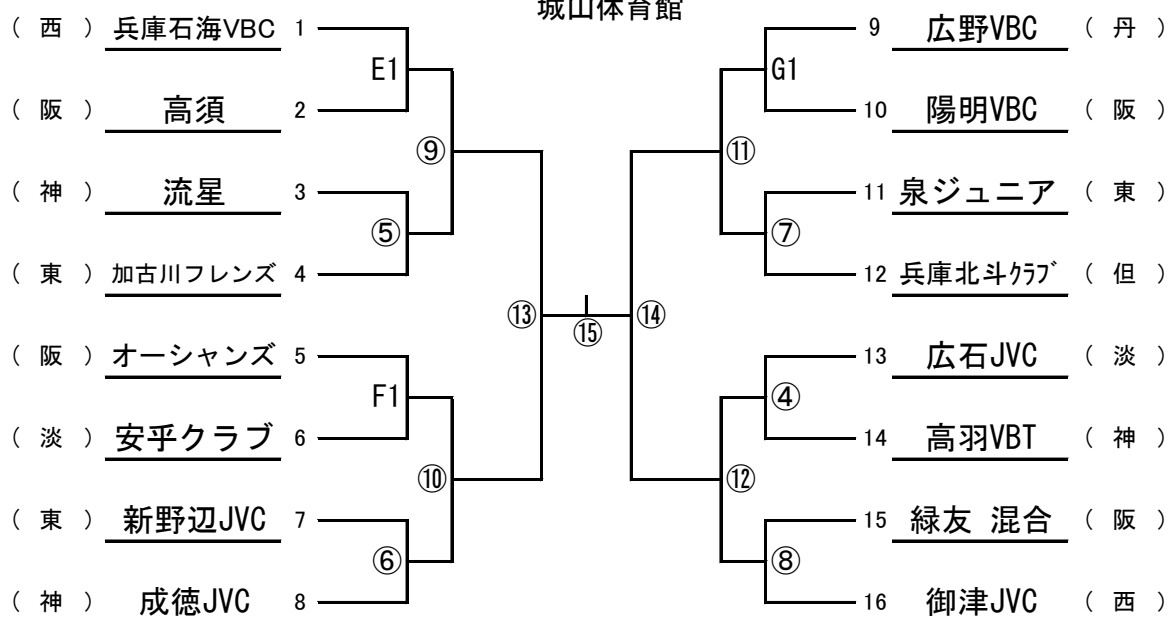 城山体育館
( 西 ) 兵庫石海VBC 1
E1
( 阪 ) 高須 2
⑨
( 神 ) 流星 3
⑤
( 東 ) 加古川フレンズ 4
⑬
( 阪 ) オーシャンズ 5
F1
( 淡 ) 安乎クラブ 6
⑩
( 東 ) 新野辺JVC 7
⑥
( 神 ) 成徳JVC 8
⑮
9 広野VBC ( 丹 )
G1
10 陽明VBC ( 阪 )
⑪
11 泉ジュニア ( 東 )
⑦
12 兵庫北斗ｸﾗﾌﾞ ( 但 )
⑭
13 広石JVC ( 淡 )
④
14 高羽VBT ( 神 )
⑫
15 緑友 混合 ( 阪 )
⑧
16 御津JVC ( 西 )